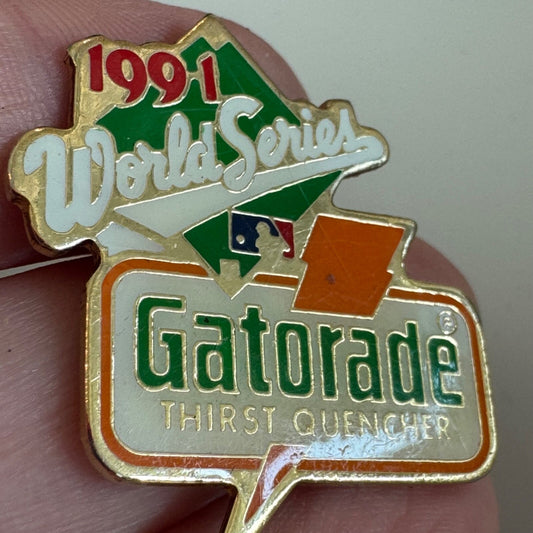 1991
World Series
Gatorade®
THIRST QUENCHER